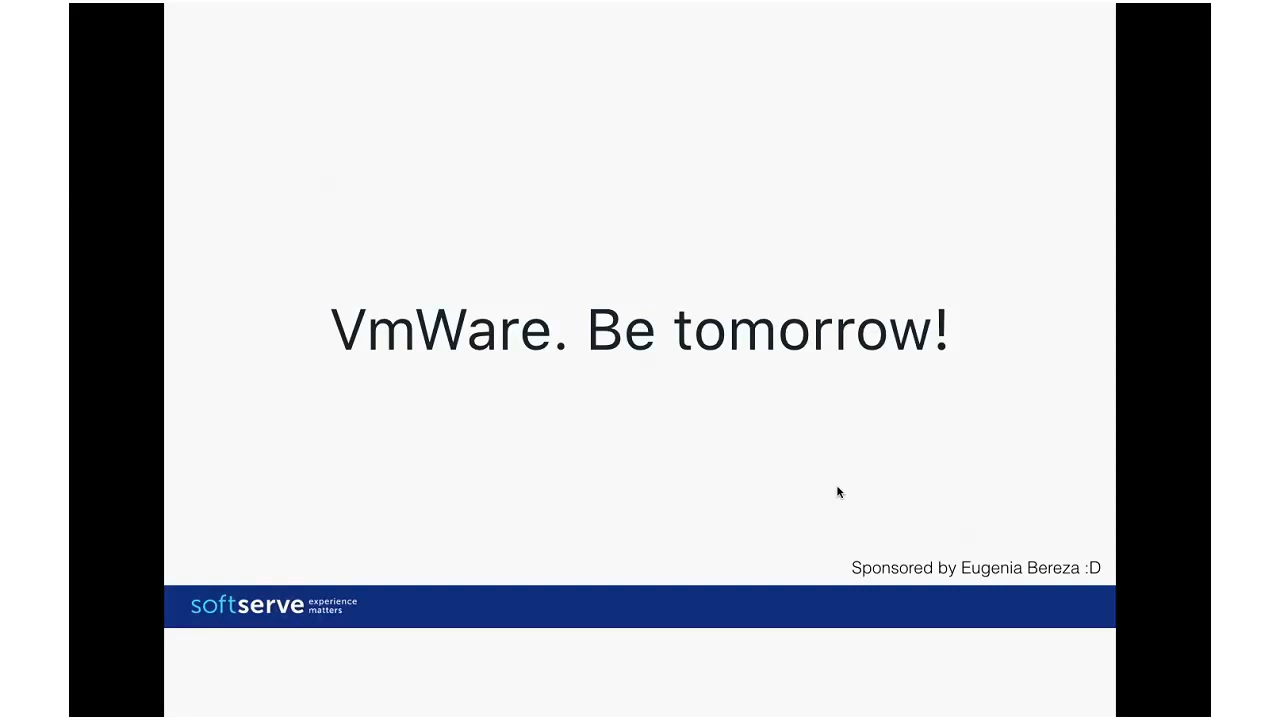 VmWare. Be tomorrow!
Sponsored by Eugenia Bereza :D
softserve experience
matters